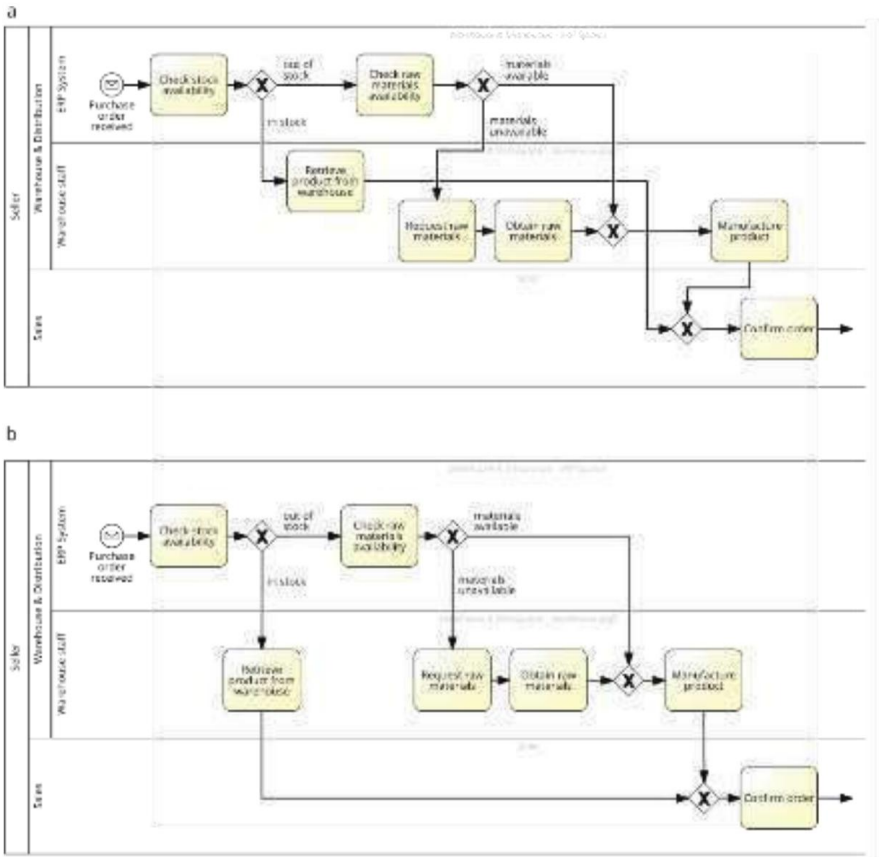 a
Seller
Warehouse & Distribution
ERP System
Purchase
order
received
Check stock
availability
out of
stock
in stock
Check raw
materials
availability
materials
available
materials
unavailable
Warehouse staff
Retrieve
product from
warehouse
Request raw
materials
Obtain raw
materials
Manufacture
product
Sales
Confirm order
b
Seller
Warehouse & Distribution
ERP System
Purchase
order
received
Check stock
availability
out of
stock
in stock
Check raw
materials
availability
materials
available
materials
unavailable
Warehouse staff
Retrieve
product from
warehouse
Request raw
materials
Obtain raw
materials
Manufacture
product
Sales
Confirm order